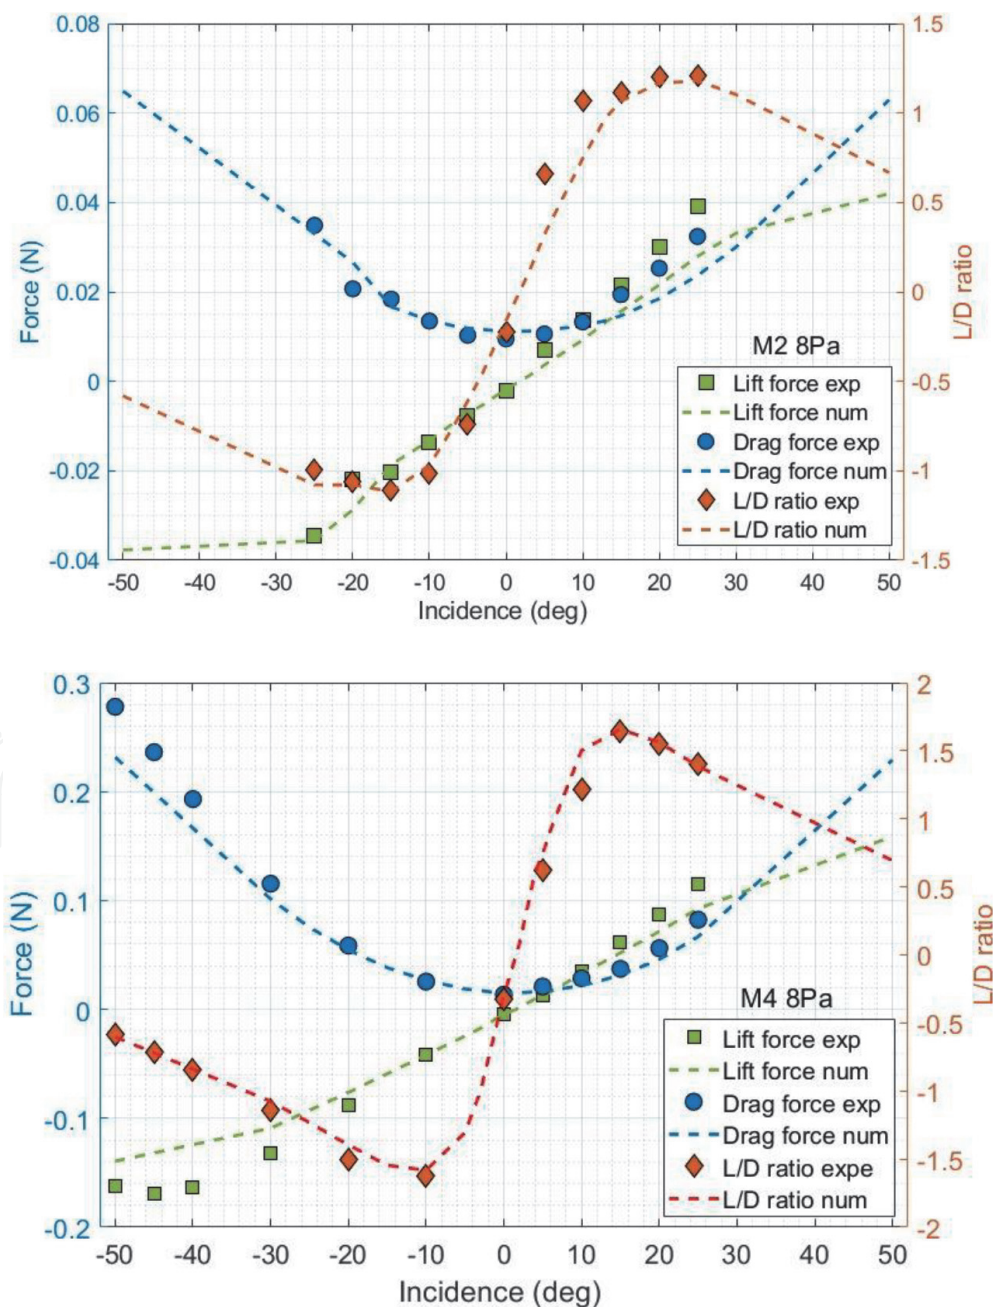 0.08
0.06
0.04
0.02
0
-0.02
-0.04
Force (N)
1.5
1
0.5
0
-0.5
-1
-1.5
L/D ratio
M2 8Pa
Lift force exp
Lift force num
Drag force exp
Drag force num
L/D ratio exp
L/D ratio num
-50 -40 -30 -20 -10 0 10 20 30 40 50
Incidence (deg)
0.3
0.2
0.1
0
-0.1
-0.2
Force (N)
2
1.5
1
0.5
0
-0.5
-1
-1.5
-2
L/D ratio
M4 8Pa
Lift force exp
Lift force num
Drag force exp
Drag force num
L/D ratio expe
L/D ratio num
-50 -40 -30 -20 -10 0 10 20 30 40 50
Incidence (deg)